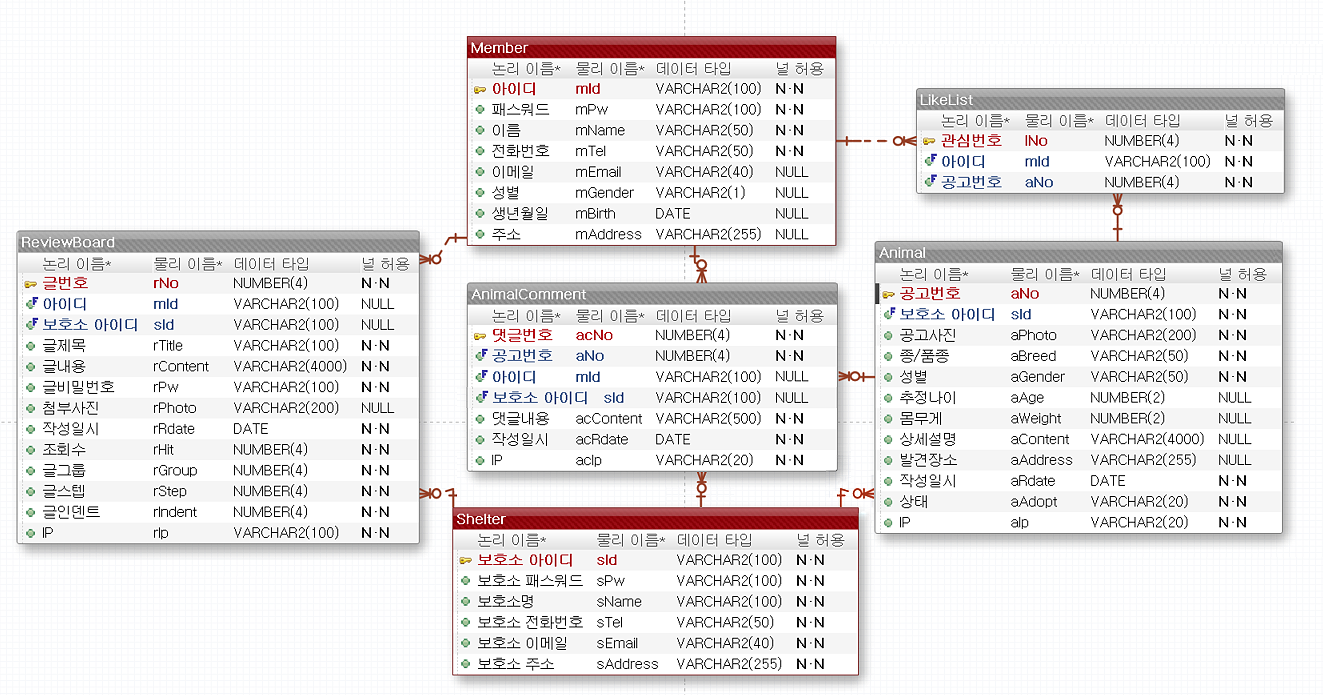 Member
논리 이름* 물리 이름* 데이터 타입 널 허용
아이디 mId VARCHAR2(100) N·N
패스워드 mPw VARCHAR2(100) N·N
이름 mName VARCHAR2(50) N·N
전화번호 mTel VARCHAR2(50) N·N
이메일 mEmail VARCHAR2(40) NULL
성별 mGender VARCHAR2(1) NULL
생년월일 mBirth DATE NULL
주소 mAddress VARCHAR2(255) NULL
LikeList
논리 이름* 물리 이름* 데이터 타입 널 허용
관심번호 lNo NUMBER(4) N·N
아이디 mId VARCHAR2(100) N·N
공고번호 aNo NUMBER(4) N·N
ReviewBoard
논리 이름* 물리 이름* 데이터 타입 널 허용
글번호 rNo NUMBER(4) N·N
아이디 mId VARCHAR2(100) NULL
보호소 아이디 sId VARCHAR2(100) NULL
글제목 rTitle VARCHAR2(100) N·N
글내용 rContent VARCHAR2(4000) N·N
글비밀번호 rPw VARCHAR2(100) N·N
첨부사진 rPhoto VARCHAR2(200) NULL
작성일시 rRdate DATE N·N
조회수 rHit NUMBER(4) N·N
글그룹 rGroup NUMBER(4) N·N
글스텝 rStep NUMBER(4) N·N
글인덴트 rIndent NUMBER(4) N·N
IP rIp VARCHAR2(100) N·N
AnimalComment
논리 이름* 물리 이름* 데이터 타입 널 허용
댓글번호 acNo NUMBER(4) N·N
공고번호 aNo NUMBER(4) N·N
아이디 mId VARCHAR2(100) NULL
보호소 아이디 sId VARCHAR2(100) NULL
댓글내용 acContent VARCHAR2(500) N·N
작성일시 acRdate DATE N·N
IP acIp VARCHAR2(20) N·N
Animal
논리 이름* 물리 이름* 데이터 타입 널 허용
공고번호 aNo NUMBER(4) N·N
보호소 아이디 sId VARCHAR2(100) N·N
공고사진 aPhoto VARCHAR2(200) N·N
종/품종 aBreed VARCHAR2(50) N·N
성별 aGender VARCHAR2(50) N·N
추정나이 aAge NUMBER(2) NULL
몸무게 aWeight NUMBER(2) NULL
상세설명 aContent VARCHAR2(4000) NULL
발견장소 aAddress VARCHAR2(255) NULL
작성일시 aRdate DATE N·N
상태 aAdopt VARCHAR2(20) N·N
IP aIp VARCHAR2(20) N·N
Shelter
논리 이름* 물리 이름* 데이터 타입 널 허용
보호소 아이디 sId VARCHAR2(100) N·N
보호소 패스워드 sPw VARCHAR2(100) N·N
보호소명 sName VARCHAR2(100) N·N
보호소 전화번호 sTel VARCHAR2(50) N·N
보호소 이메일 sEmail VARCHAR2(40) N·N
보호소 주소 sAddress VARCHAR2(255) N·N